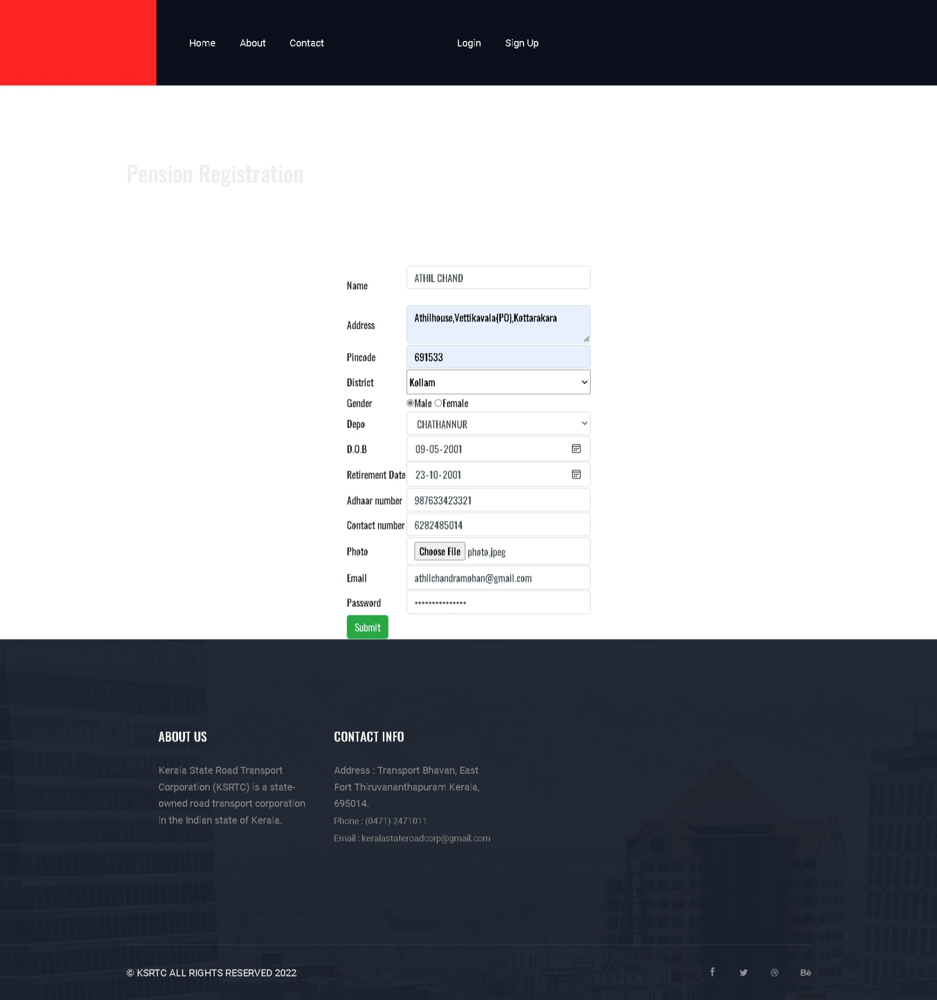 Home About Contact Login Sign Up
Pension Registration
Name ATHIL CHAND
Address Athilhouse,Vettikavala(PO),Kottarakara
Pincode 691533
District Kollam
Gender Male Female
Depo CHATHANNUR
D.O.B 09-05-2001
Retirement Date 23-10-2001
Adhaar number 987633423321
Contact number 6282485014
Photo Choose File photo.jpeg
Email athilchandramohan@gmail.com
Password •••••••••••••••
Submit
ABOUT US
Kerala State Road Transport
Corporation (KSRTC) is a state-
owned road transport corporation
in the Indian state of Kerala.
CONTACT INFO
Address : Transport Bhavan, East
Fort Thiruvananthapuram Kerala,
695014.
Phone : (0471) 2471011
Email : keralastateroadcorp@gmail.com
© KSRTC ALL RIGHTS RESERVED 2022